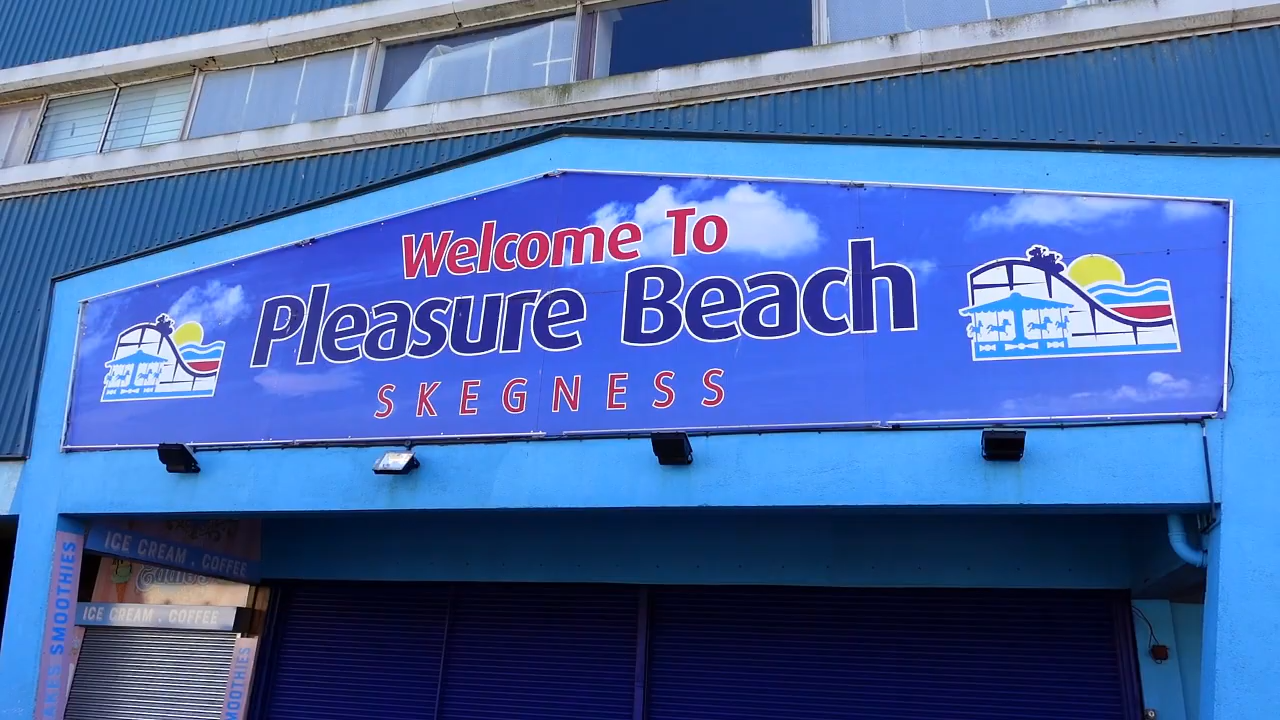 Welcome To
Pleasure Beach
SKEGNESS
ICE CREAM . COFFEE
ICE CREAM . COFFEE
SMOOTHIES
SMOOTHIES